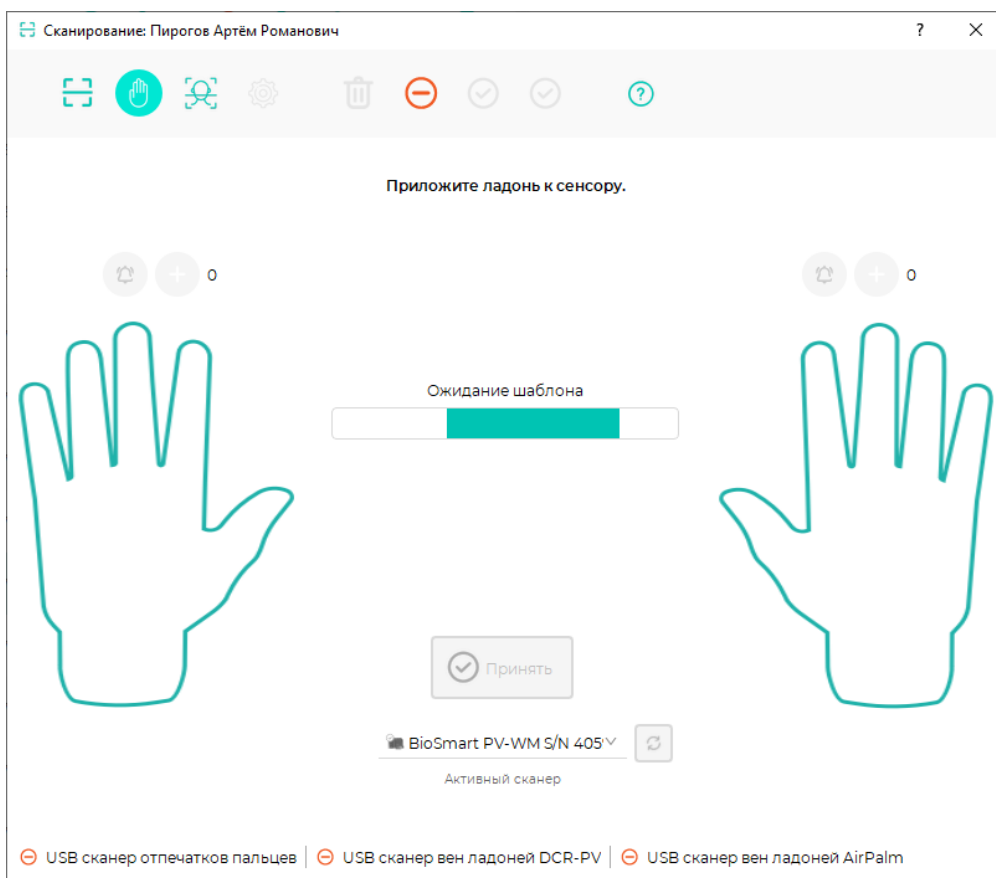 Сканирование: Пирогов Артём Романович
?
Приложите ладонь к сенсору.
0
0
Ожидание шаблона
Принять
BioSmart PV-WM S/N 405
Активный сканер
USB сканер отпечатков пальцев
USB сканер вен ладоней DCR-PV
USB сканер вен ладоней AirPalm